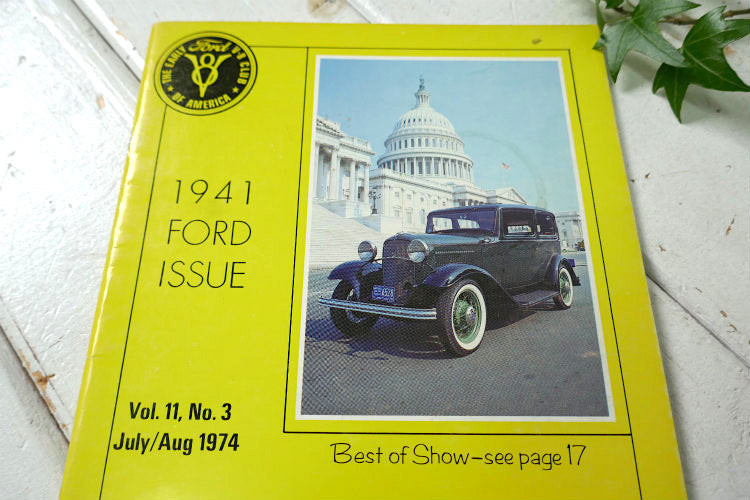 THE EARLY Ford V-8 CLUB
OF AMERICA
V8
1941
FORD
ISSUE
Vol. 11, No. 3
July/Aug 1974
Best of Show—see page 17